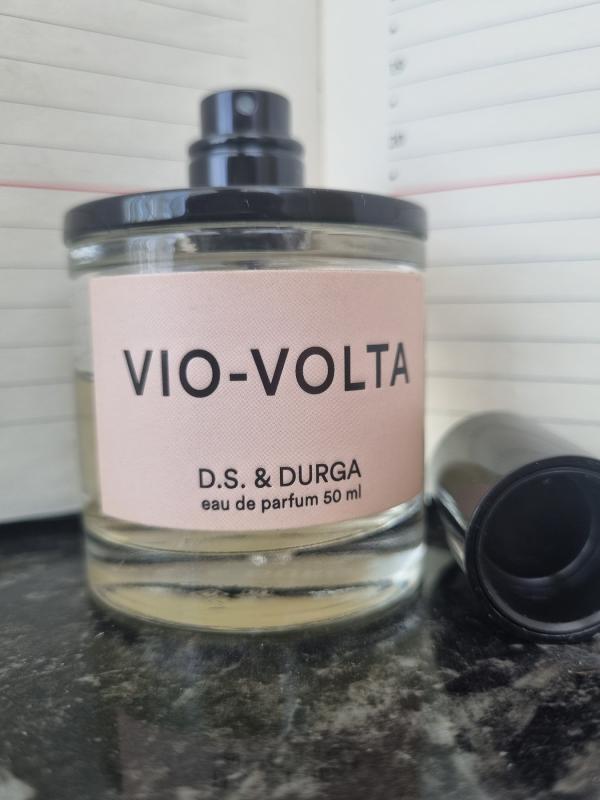 VIO-VOLTA
D.S. & DURGA
eau de parfum 50 ml